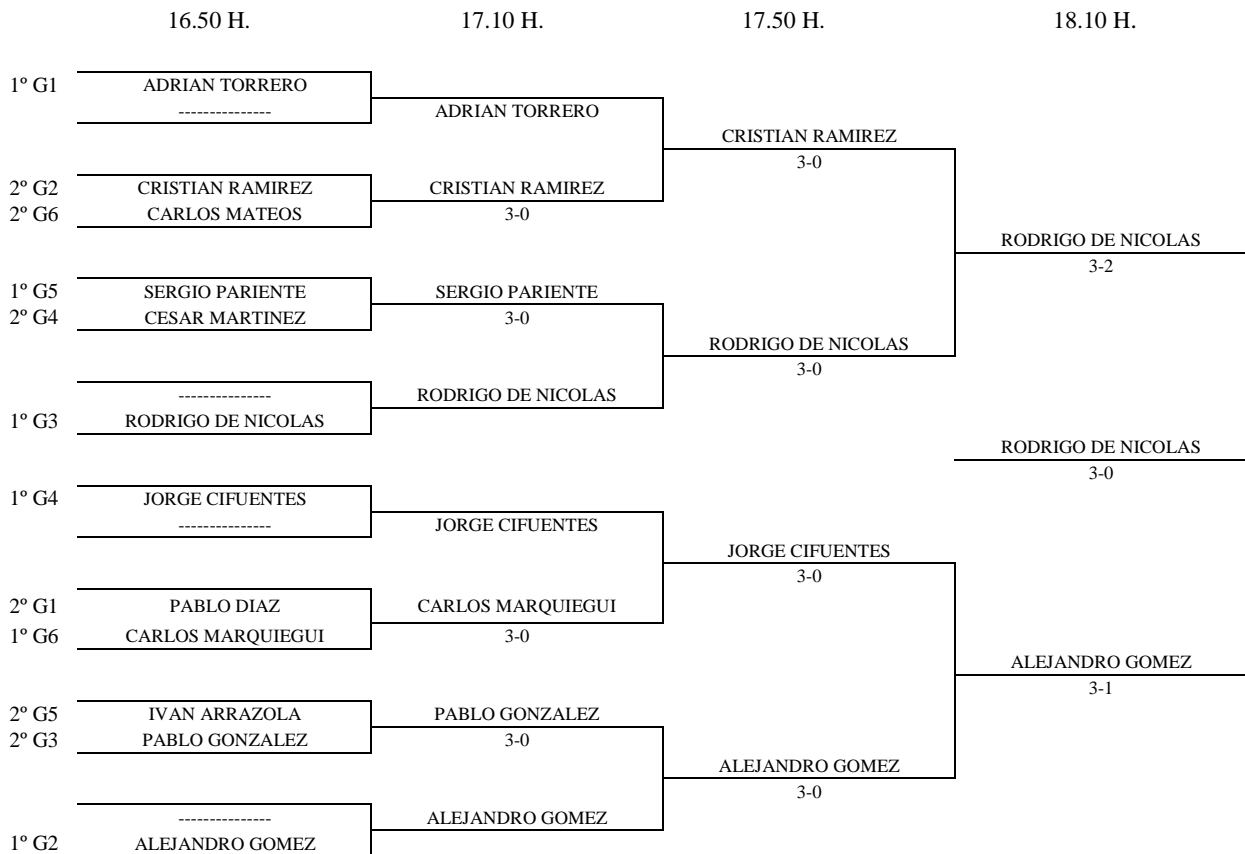 16.50 H. 17.10 H. 17.50 H. 18.10 H.
1º G1 ADRIAN TORRERO
--------------- ADRIAN TORRERO
CRISTIAN RAMIREZ
3-0
2º G2 CRISTIAN RAMIREZ CRISTIAN RAMIREZ
2º G6 CARLOS MATEOS 3-0
RODRIGO DE NICOLAS
3-2
1º G5 SERGIO PARIENTE SERGIO PARIENTE
2º G4 CESAR MARTINEZ 3-0
RODRIGO DE NICOLAS
3-0
--------------- RODRIGO DE NICOLAS
1º G3 RODRIGO DE NICOLAS
RODRIGO DE NICOLAS
3-0
1º G4 JORGE CIFUENTES
--------------- JORGE CIFUENTES
JORGE CIFUENTES
3-0
2º G1 PABLO DIAZ CARLOS MARQUIEGUI
1º G6 CARLOS MARQUIEGUI 3-0
ALEJANDRO GOMEZ
3-1
2º G5 IVAN ARRAZOLA PABLO GONZALEZ
2º G3 PABLO GONZALEZ 3-0
ALEJANDRO GOMEZ
3-0
--------------- ALEJANDRO GOMEZ
1º G2 ALEJANDRO GOMEZ